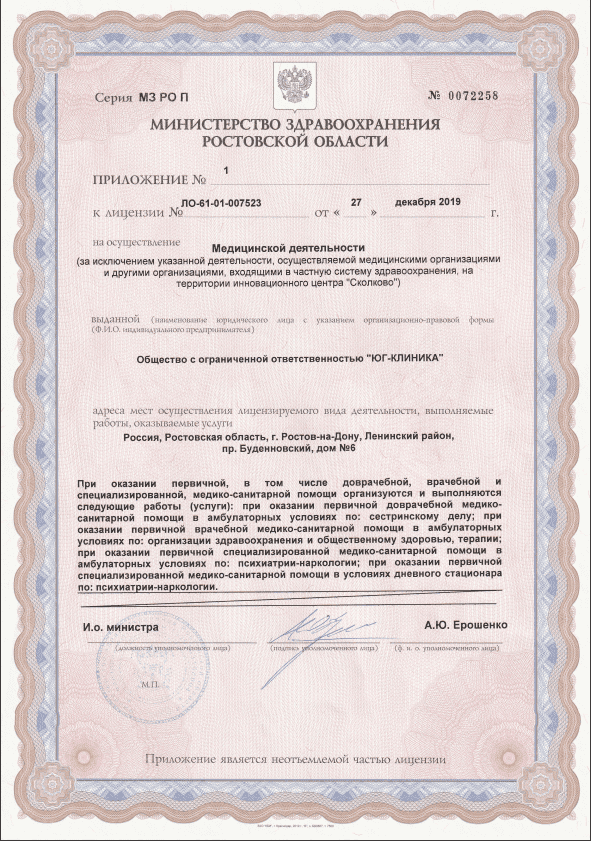 Серия МЗ РО П
№ 0072258
МИНИСТЕРСТВО ЗДРАВООХРАНЕНИЯ
РОСТОВСКОЙ ОБЛАСТИ
ПРИЛОЖЕНИЕ № 1
к лицензии № ЛО-61-01-007523 от « 27 » декабря 2019 г.
на осуществление Медицинской деятельности
(за исключением указанной деятельности, осуществляемой медицинскими организациями
и другими организациями, входящими в частную систему здравоохранения, на
территории инновационного центра "Сколково")
выданной (наименование юридического лица с указанием организационно-правовой формы
(Ф.И.О. индивидуального предпринимателя)
Общество с ограниченной ответственностью "ЮГ-КЛИНИКА"
адреса мест осуществления лицензируемого вида деятельности, выполняемые
работы, оказываемые услуги
Россия, Ростовская область, г. Ростов-на-Дону, Ленинский район,
пр. Буденновский, дом №6
При оказании первичной, в том числе доврачебной, врачебной и
специализированной, медико-санитарной помощи организуются и выполняются
следующие работы (услуги): при оказании первичной доврачебной медико-
санитарной помощи в амбулаторных условиях по: сестринскому делу; при
оказании первичной врачебной медико-санитарной помощи в амбулаторных
условиях по: организации здравоохранения и общественному здоровью, терапии;
при оказании первичной специализированной медико-санитарной помощи в
амбулаторных условиях по: психиатрии-наркологии; при оказании первичной
специализированной медико-санитарной помощи в условиях дневного стационара
по: психиатрии-наркологии.
И.о. министра
А.Ю. Ерошенко
(должность уполномоченного лица)
(подпись уполномоченного лица)
(ф. и. о. уполномоченного лица)
М.П.
Приложение является неотъемлемой частью лицензии